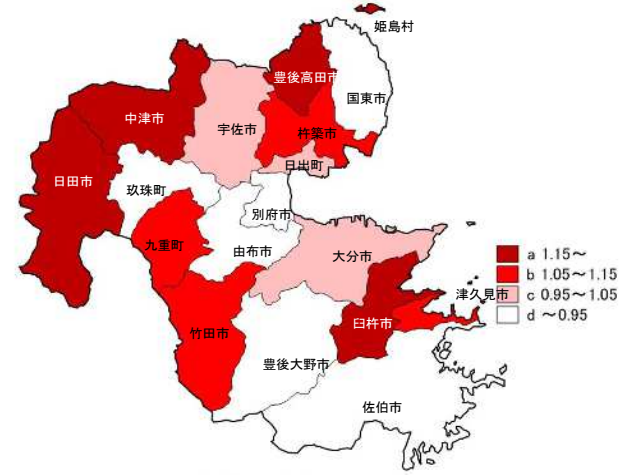 姫島村
豊後高田市
国東市
中津市
宇佐市
杵築市
日出町
日田市
玖珠町
別府市
九重町
由布市
大分市
a 1.15～
b 1.05～1.15
津久見市
c 0.95～1.05
d ～0.95
臼杵市
竹田市
豊後大野市
佐伯市